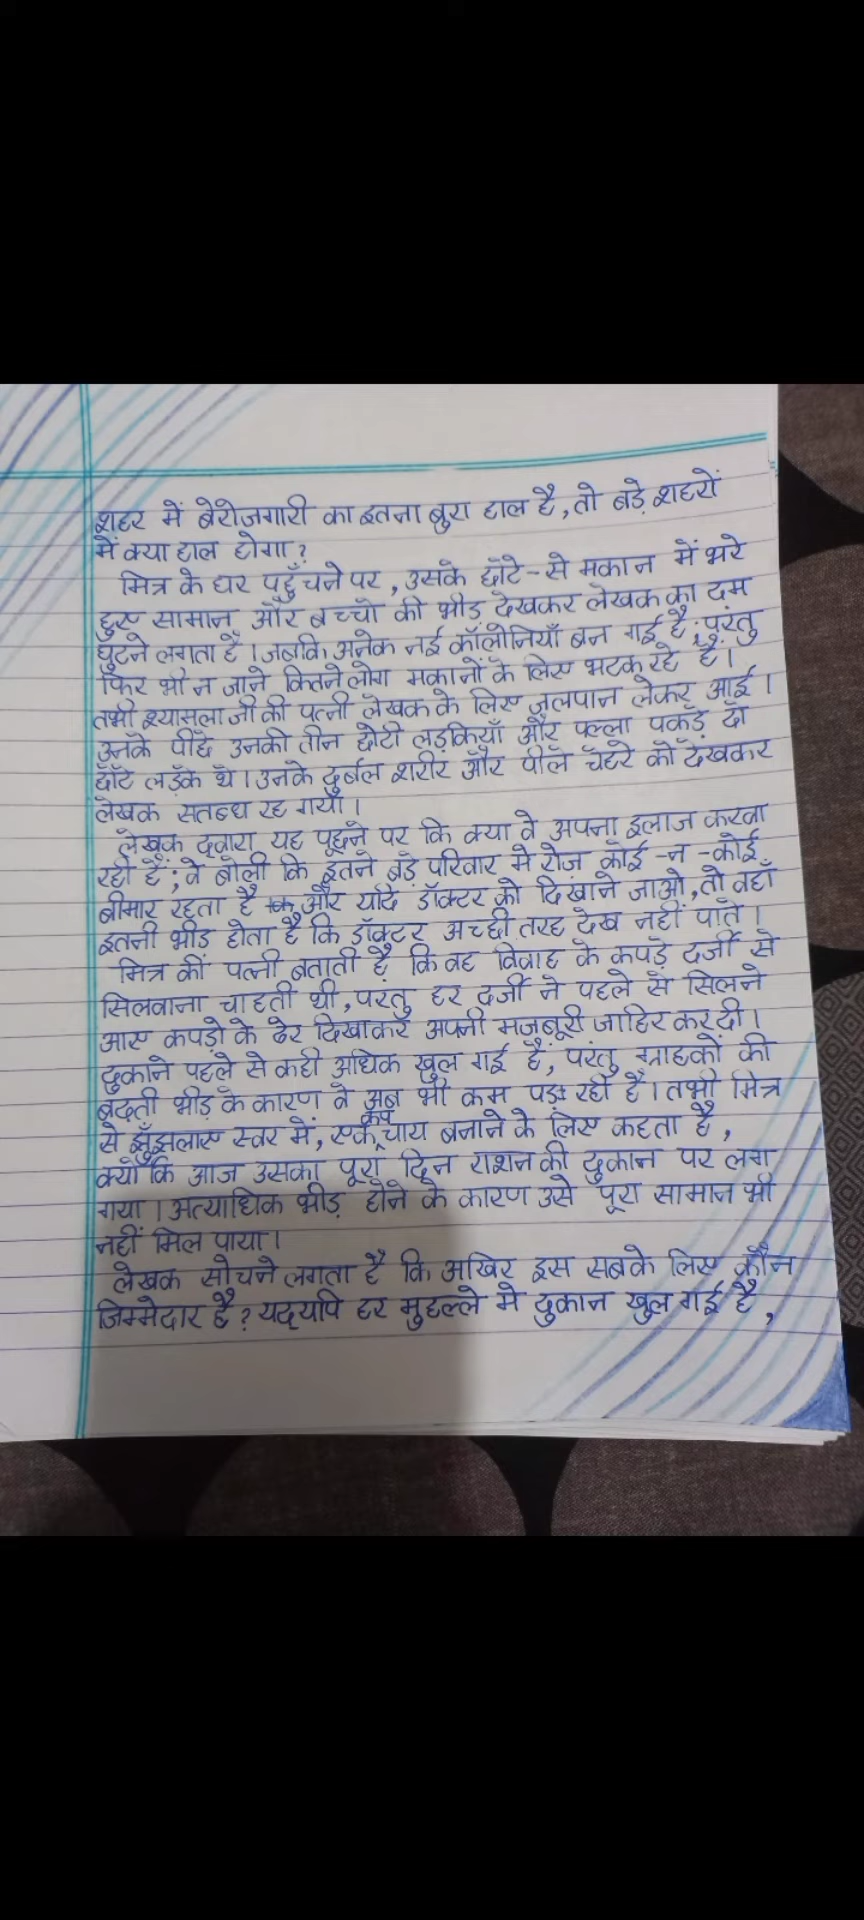 शहर में बेरोजगारी का इतना बुरा हाल है, तो बड़े शहरों
में क्या हाल होगा?
मित्र के घर पहुँचने पर, उसके छोटे-से मकान में भरे
हुए सामान और बच्चो की भीड़ देखकर लेखक का दम
घुटने लगता है। जबकि अनेक नई कॉलोनियाँ बन गई है; परंतु
फिर भी न जाने कितने लोग मकानों के लिए भटक रहे हैं।
तभी श्यामला जी की पत्नी लेखक के लिए जलपान लेकर आई।
उनके पीछे उनकी तीन छोटी लड़कियाँ और पल्ला पकड़े दो
छोटे लड़के थे। उनके दुर्बल शरीर और पीले चेहरे को देखकर
लेखक स्तब्ध रह गया।
लेखक द्वारा यह पूछने पर कि क्या वे अपना इलाज करवा
रही हैं; वे बोली कि इतने बड़े परिवार मे रोज कोई-न-कोई
बीमार रहता है और यदि डॉक्टर को दिखाने जाओ, तो वहाँ
इतनी भीड़ होता है कि डॉक्टर अच्छी तरह देख नहीं पाते।
मित्र की पत्नी बताती है कि वह विवाह के कपड़े दर्जी से
सिलवाना चाहती थी, परंतु हर दर्जी ने पहले से सिलने
आए कपड़ो के ढेर दिखाकर अपनी मजबूरी जाहिर कर दी।
दुकाने पहले से कही अधिक खुल गई हैं, परंतु ग्राहकों की
बढ़ती भीड़ के कारण वे अब भी कम पड़ रही है। तभी मित्र
से झुँझलाए स्वर में, एक कप चाय बनाने के लिए कहता है,
क्यों कि आज उसका पूरा दिन राशन की दुकान पर लग
गया। अत्याधिक भीड़ होने के कारण उसे पूरा सामान भी
नहीं मिल पाया।
लेखक सोचने लगता है कि अखिर इस सबके लिए कौन
जिम्मेदार है? यद्यपि हर मुहल्ले मे दुकान खुल गई है,